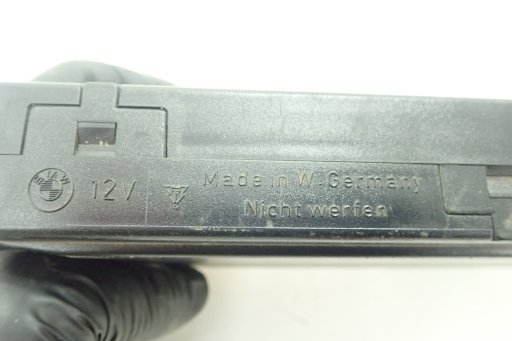 12V Made in W. Germany
Nicht werfen